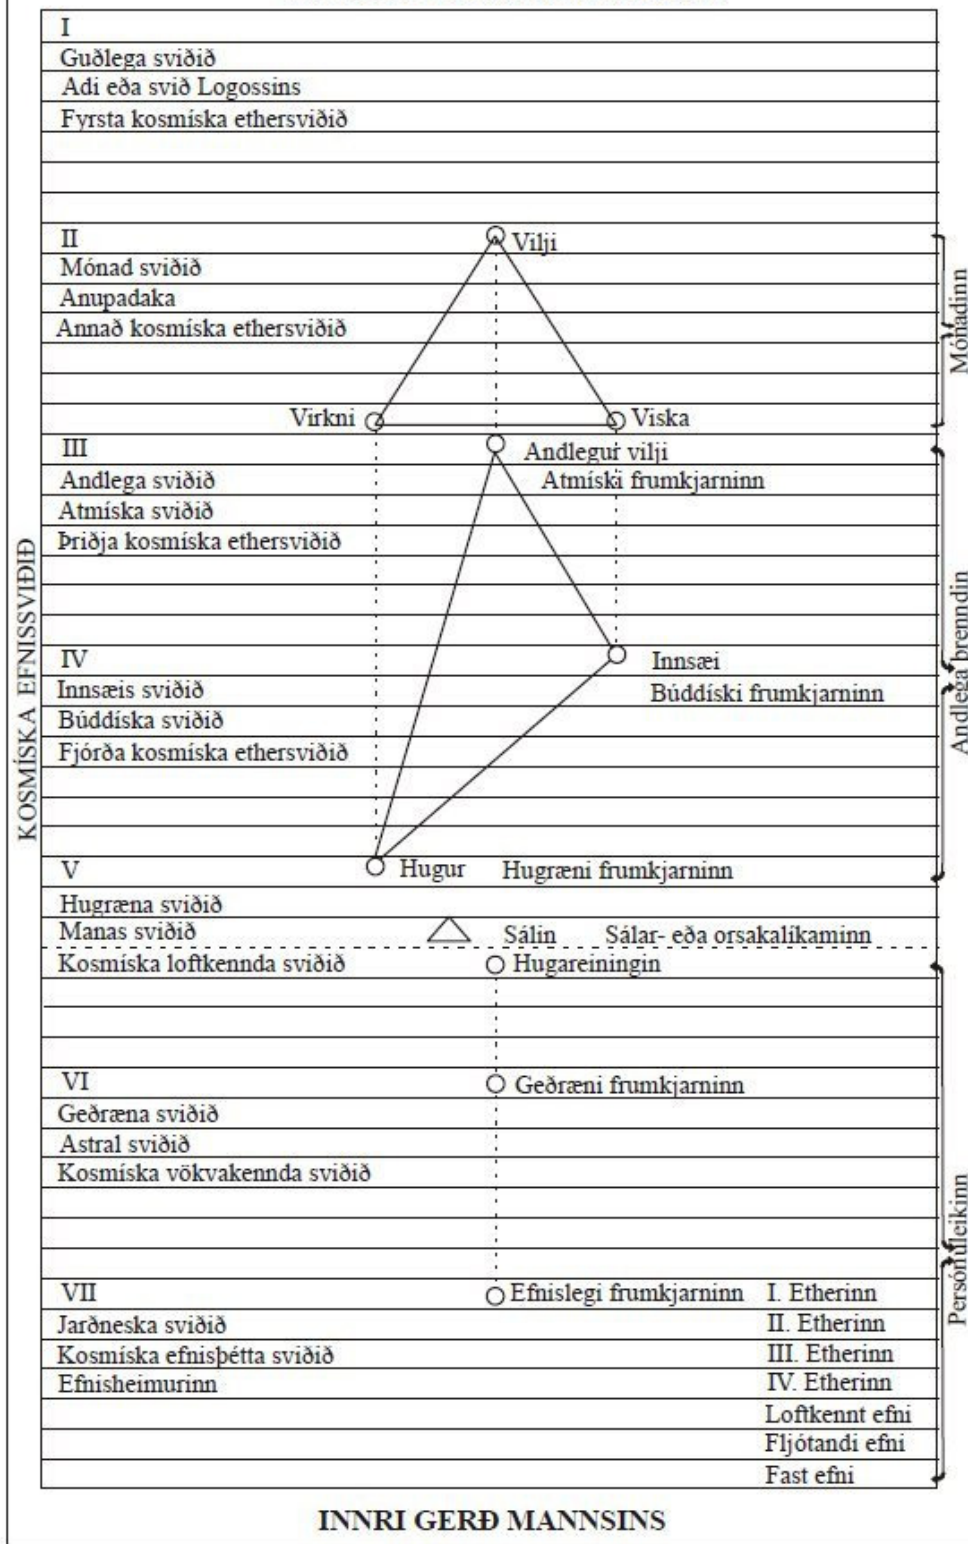 I
Guðlega sviðið
Adi eða svið Logossins
Fyrsta kosmíska ethersviðið
II
Vilji
Mónad sviðið
Anupadaka
Annað kosmíska ethersviðið
Virkni Viska
III Andlegur vilji
Andlega sviðið Atmíski frumkjarninn
Atmíska sviðið
Þriðja kosmíska ethersviðið
IV Innsæi
Innsæis sviðið Búddíski frumkjarninn
Búddíska sviðið
Fjórða kosmíska ethersviðið
V Hugur Hugræni frumkjarninn
Hugræna sviðið
Manas sviðið Sálin Sálar- eða orsakalíkaminn
Kosmíska loftkennda sviðið Hugareiningin
VI Geðræni frumkjarninn
Geðræna sviðið
Astral sviðið
Kosmíska vökvakennda sviðið
VII Efnislegi frumkjarninn I. Etherinn
Jarðneska sviðið II. Etherinn
Kosmíska efnisþétta sviðið III. Etherinn
Efnisheimurinn IV. Etherinn
Loftkennt efni
Fljótandi efni
Fast efni
KOSMÍSKA EFNISSVIÐIÐ
Mónadinn
Andlega þrenndin
Persónuleikinn
INNRI GERÐ MANNSINS